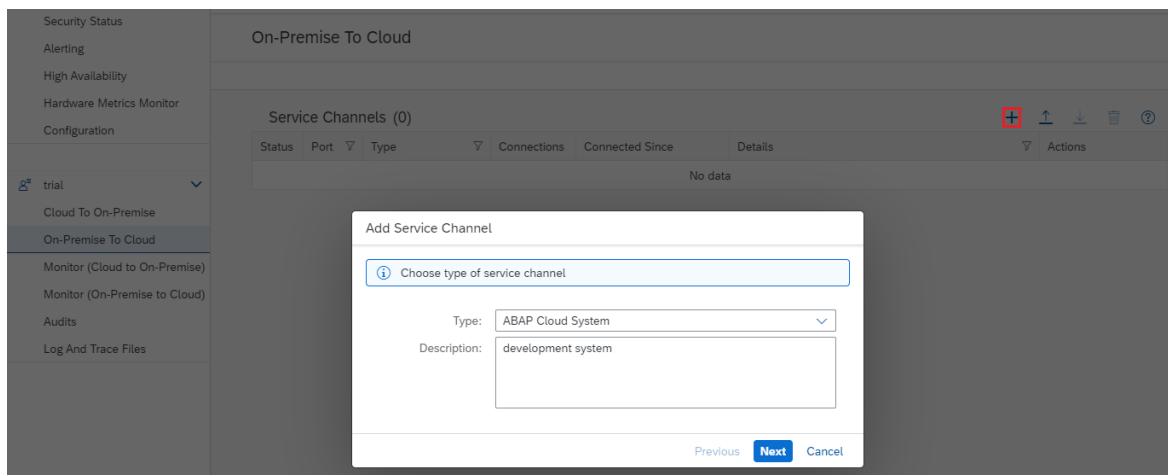 Security Status
Alerting
High Availability
Hardware Metrics Monitor
Configuration
trial
Cloud To On-Premise
On-Premise To Cloud
Monitor (Cloud to On-Premise)
Monitor (On-Premise to Cloud)
Audits
Log And Trace Files
On-Premise To Cloud
Service Channels (0)
Status Port Type Connections Connected Since Details Actions
No data
Add Service Channel
Choose type of service channel
Type: ABAP Cloud System
Description: development system
Previous Next Cancel